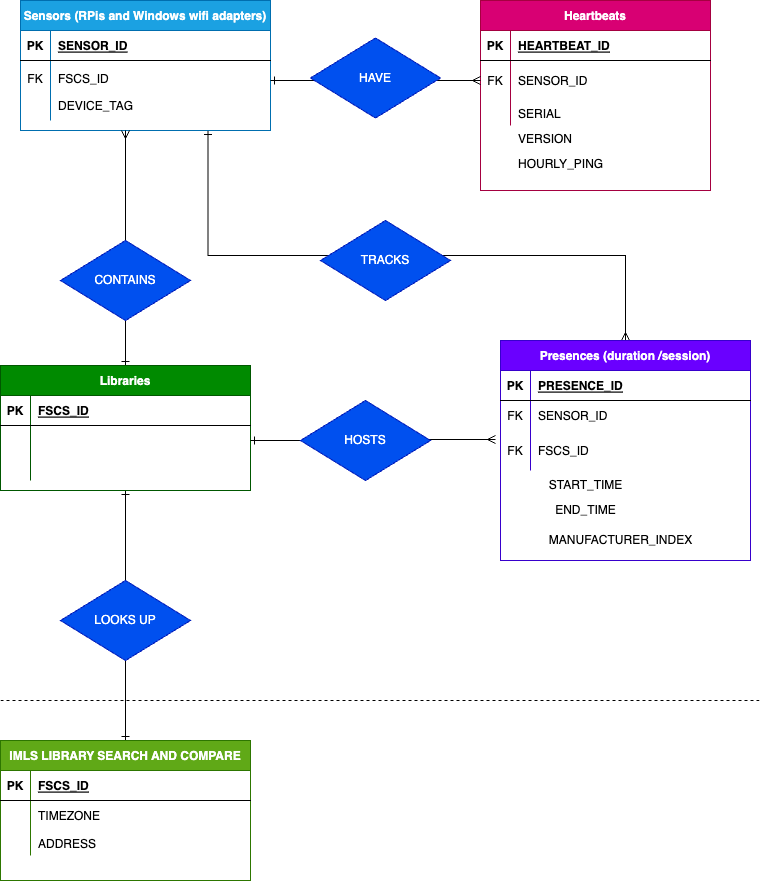 Sensors (RPIs and Windows wifi adapters)
PK SENSOR_ID
FK FSCS_ID
DEVICE_TAG
HAVE
Heartbeats
PK HEARTBEAT_ID
FK SENSOR_ID
SERIAL
VERSION
HOURLY_PING
CONTAINS
TRACKS
Libraries
PK FSCS_ID
HOSTS
Presences (duration /session)
PK PRESENCE_ID
FK SENSOR_ID
FK FSCS_ID
START_TIME
END_TIME
MANUFACTURER_INDEX
LOOKS UP
IMLS LIBRARY SEARCH AND COMPARE
PK FSCS_ID
TIMEZONE
ADDRESS